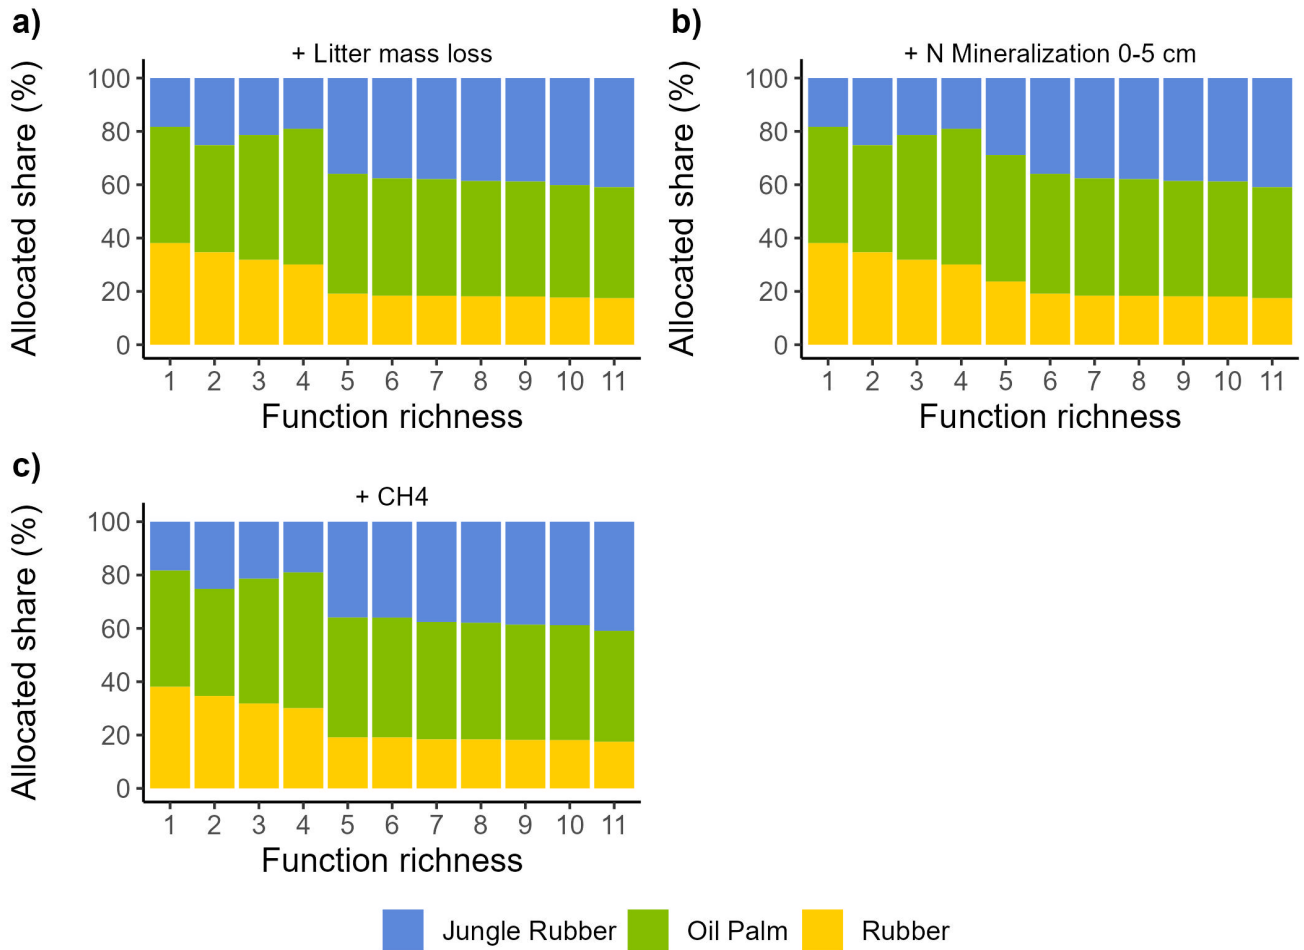 a)
+ Litter mass loss
Allocated share (%)
100
80
60
40
20
0
1 2 3 4 5 6 7 8 9 10 11
Function richness
b)
+ N Mineralization 0-5 cm
Allocated share (%)
100
80
60
40
20
0
1 2 3 4 5 6 7 8 9 10 11
Function richness
c)
+ CH4
Allocated share (%)
100
80
60
40
20
0
1 2 3 4 5 6 7 8 9 10 11
Function richness
Jungle Rubber Oil Palm Rubber